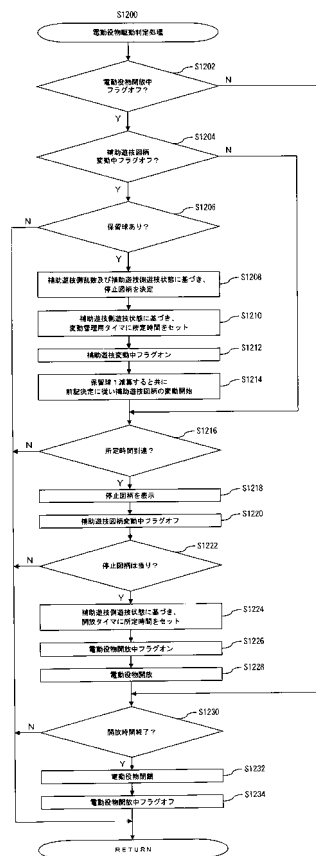 S1200
電動役物駆動判定処理
S1202
電動役物開放中
フラグオフ？
N
Y
S1204
補助遊技図柄
変動中フラグオフ？
N
Y
S1206
N
保留球あり？
Y
S1208
補助遊技側乱数及び補助遊技側遊技状態に基づき、
停止図柄を決定
S1210
補助遊技側遊技状態に基づき、
変動管理用タイマに所定時間をセット
S1212
補助遊技変動中フラグオン
S1214
保留球１減算すると共に
前記決定に従い補助遊技図柄の変動開始
S1216
N
所定時間到達？
Y
S1218
停止図柄を表示
S1220
補助遊技図柄変動中フラグオフ
S1222
N
停止図柄は当り？
Y
S1224
補助遊技側遊技状態に基づき、
開放タイマに所定時間をセット
S1226
電動役物開放中フラグオン
S1228
電動役物開放
S1230
N
開放時間終了？
Y
S1232
電動役物閉鎖
S1234
電動役物開放中フラグオフ
RETURN